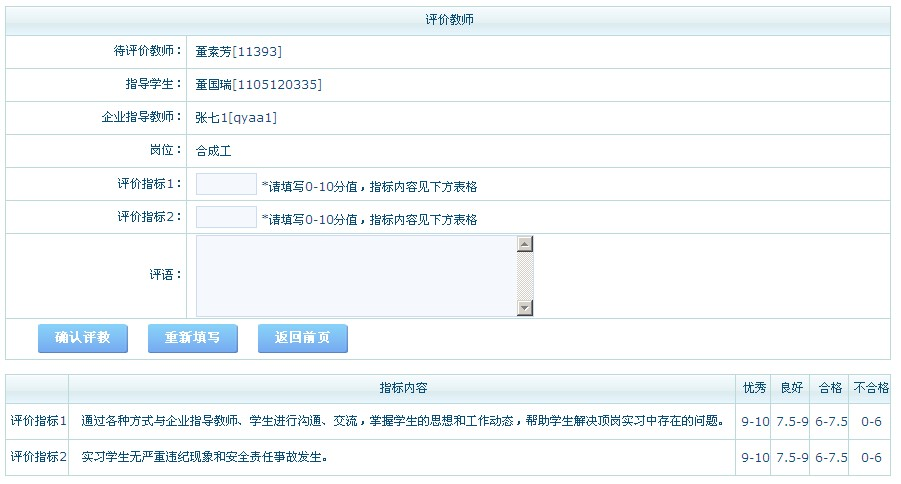 评价教师
待评价教师： 董素芳[11393]
指导学生： 董国瑞[1105120335]
企业指导教师： 张七1[qyaa1]
岗位： 合成工
评价指标1： *请填写0-10分值，指标内容见下方表格
评价指标2： *请填写0-10分值，指标内容见下方表格
评语：
确认评教 重新填写 返回前页
指标内容 优秀 良好 合格 不合格
评价指标1 通过各种方式与企业指导教师、学生进行沟通、交流，掌握学生的思想和工作动态，帮助学生解决顶岗实习中存在的问题。 9-10 7.5-9 6-7.5 0-6
评价指标2 实习学生无严重违纪现象和安全责任事故发生。 9-10 7.5-9 6-7.5 0-6